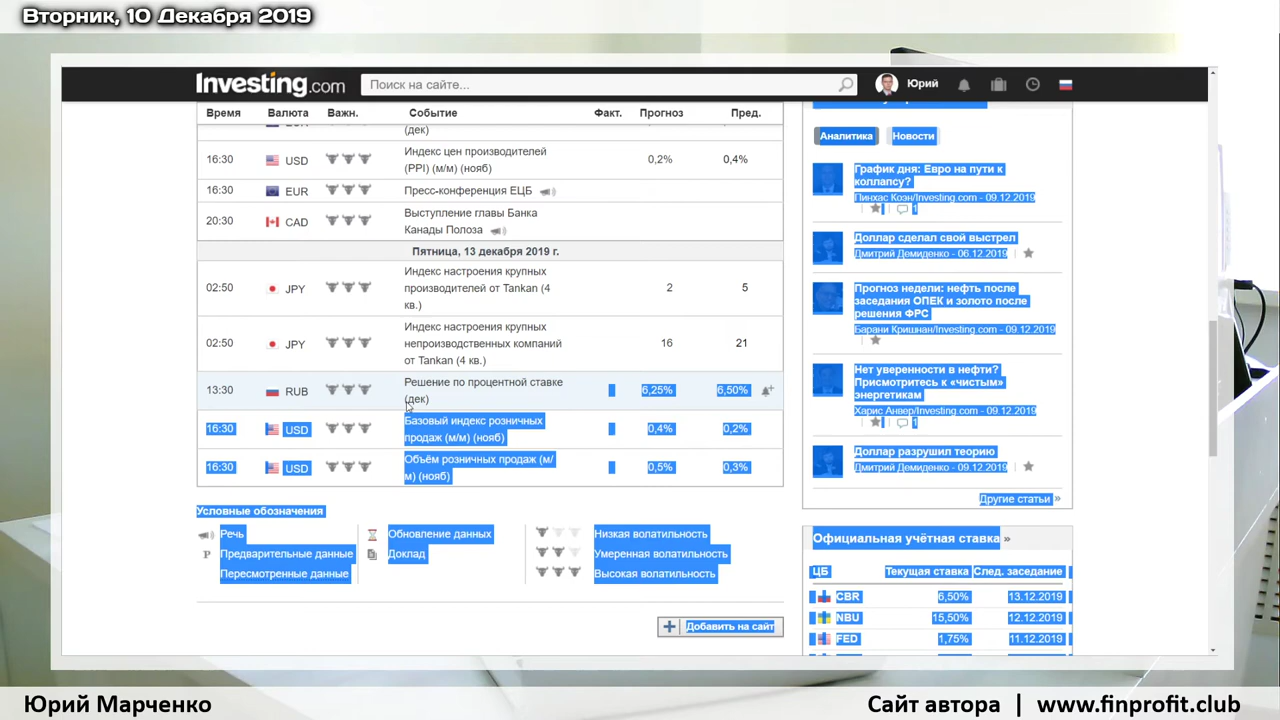 Вторник, 10 Декабря 2019
Investing.com
Поиск на сайте...
Юрий
Время Валюта Важн. Событие Факт. Прогноз Пред.
(дек)
16:30 USD Индекс цен производителей 0,2% 0,4%
(PPI) (м/м) (нояб)
16:30 EUR Пресс-конференция ЕЦБ
20:30 CAD Выступление главы Банка
Канады Полоза
Пятница, 13 декабря 2019 г.
02:50 JPY Индекс настроения крупных
производителей от Tankan (4 2 5
кв.)
02:50 JPY Индекс настроения крупных
непроизводственных компаний 16 21
от Tankan (4 кв.)
13:30 RUB Решение по процентной ставке 6,25% 6,50%
(дек)
16:30 USD Базовый индекс розничных 0,4% 0,2%
продаж (м/м) (нояб)
16:30 USD Объём розничных продаж (м/ 0,5% 0,3%
м) (нояб)
Условные обозначения
Речь
Предварительные данные
Пересмотренные данные
Обновление данных
Доклад
Низкая волатильность
Умеренная волатильность
Высокая волатильность
Добавить на сайт
Аналитика Новости
График дня: Евро на пути к
коллапсу?
Пинхас Коэн/Investing.com - 09.12.2019
1
Доллар сделал свой выстрел
Дмитрий Демиденко - 06.12.2019
Прогноз недели: нефть после
заседания ОПЕК и золото после
решения ФРС
Барани Кришнан/Investing.com - 09.12.2019
Нет уверенности в нефти?
Присмотритесь к «чистым»
энергетикам
Харис Анвер/Investing.com - 09.12.2019
1
Доллар разрушил теорию
Дмитрий Демиденко - 09.12.2019
Другие статьи »
Официальная учётная ставка »
ЦБ Текущая ставка След. заседание
CBR 6,50% 13.12.2019
NBU 15,50% 12.12.2019
FED 1,75% 11.12.2019
Юрий Марченко
Сайт автора | www.finprofit.club